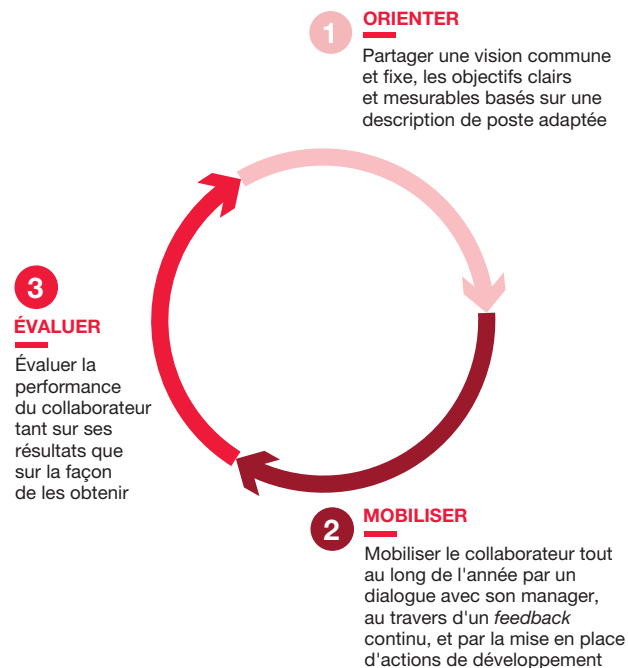 1
ORIENTER
Partager une vision commune
et fixe, les objectifs clairs
et mesurables basés sur une
description de poste adaptée
3
ÉVALUER
Évaluer la
performance
du collaborateur
tant sur ses
résultats que
sur la façon
de les obtenir
2
MOBILISER
Mobiliser le collaborateur tout
au long de l'année par un
dialogue avec son manager,
au travers d'un feedback
continu, et par la mise en place
d'actions de développement